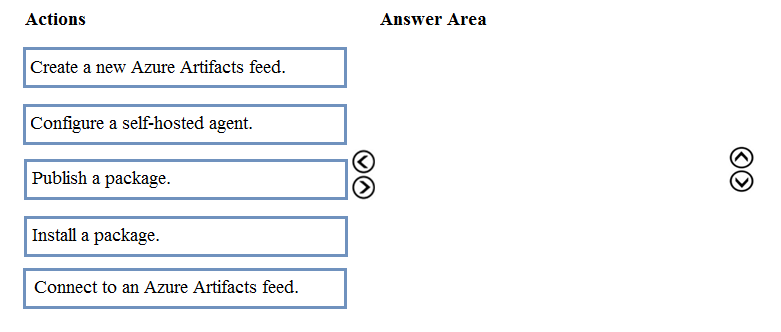 Actions
Answer Area
Create a new Azure Artifacts feed.
Configure a self-hosted agent.
Publish a package.
Install a package.
Connect to an Azure Artifacts feed.